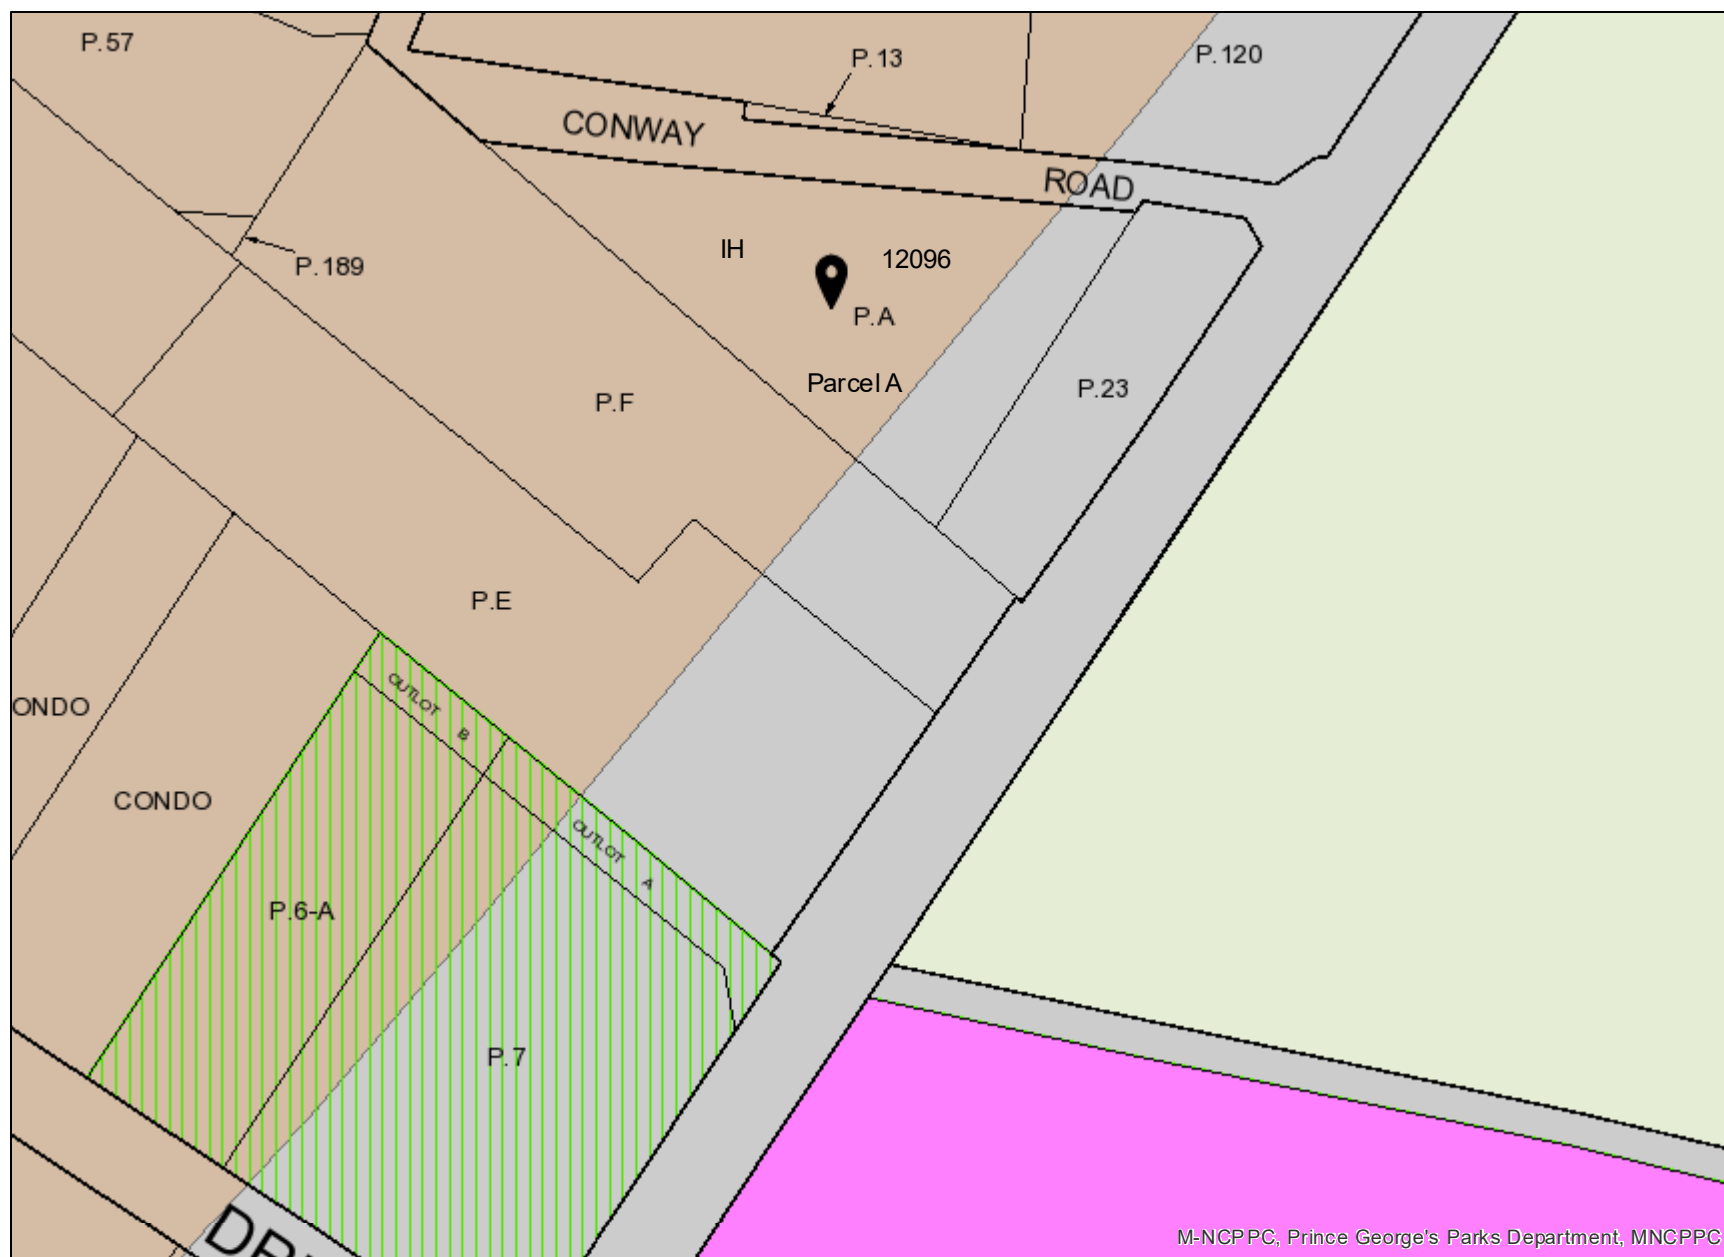 P.57
P.13
P.120
CONWAY
ROAD
IH
12096
P.189
P.A
Parcel A
P.23
P.F
P.E
OUTLOT
B
ONDO
CONDO
OUTLOT
A
P.6-A
P.7
M-NCPPC, Prince George's Parks Department, MNCPPC